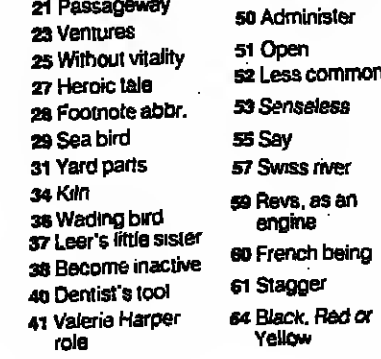 21 Passageway
23 Ventures
25 Without vitality
27 Heroic tale
28 Footnote abbr.
29 Sea bird
31 Yard parts
34 Kiln
36 Wading bird
37 Leer's little sister
38 Become inactive
40 Dentist's tool
41 Valerie Harper
role
50 Administer
51 Open
52 Less common
53 Senseless
55 Say
57 Swiss river
59 Revs, as an
engine
60 French being
61 Stagger
64 Black, Red or
Yellow